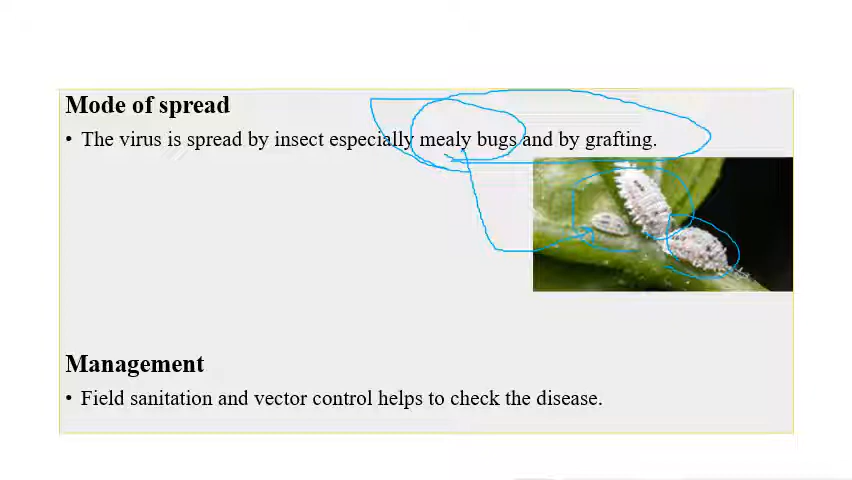 Mode of spread
• The virus is spread by insect especially mealy bugs and by grafting.
Management
• Field sanitation and vector control helps to check the disease.